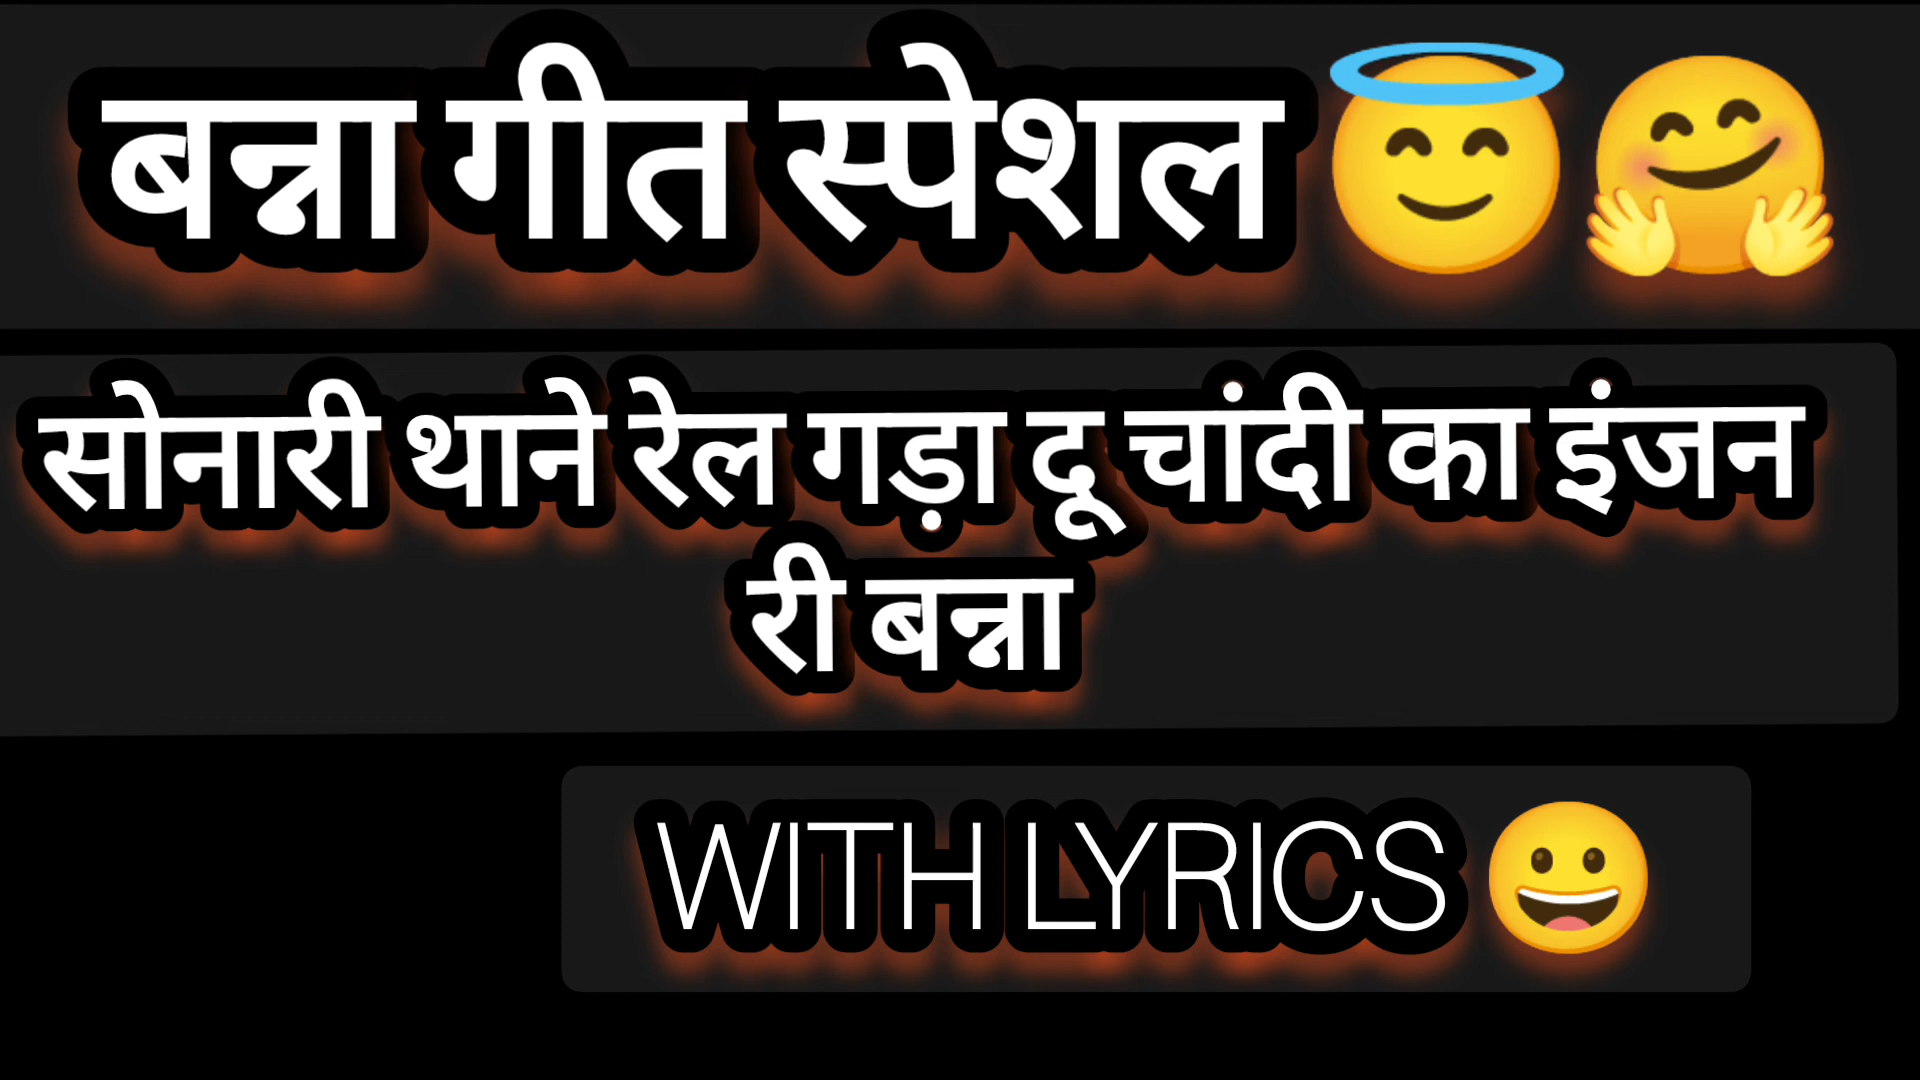 बन्ना गीत स्पेशल 😇🤗
सोनारी थाने रेल गड़ा दू चांदी का इंजन
री बन्ना
WITH LYRICS 😀